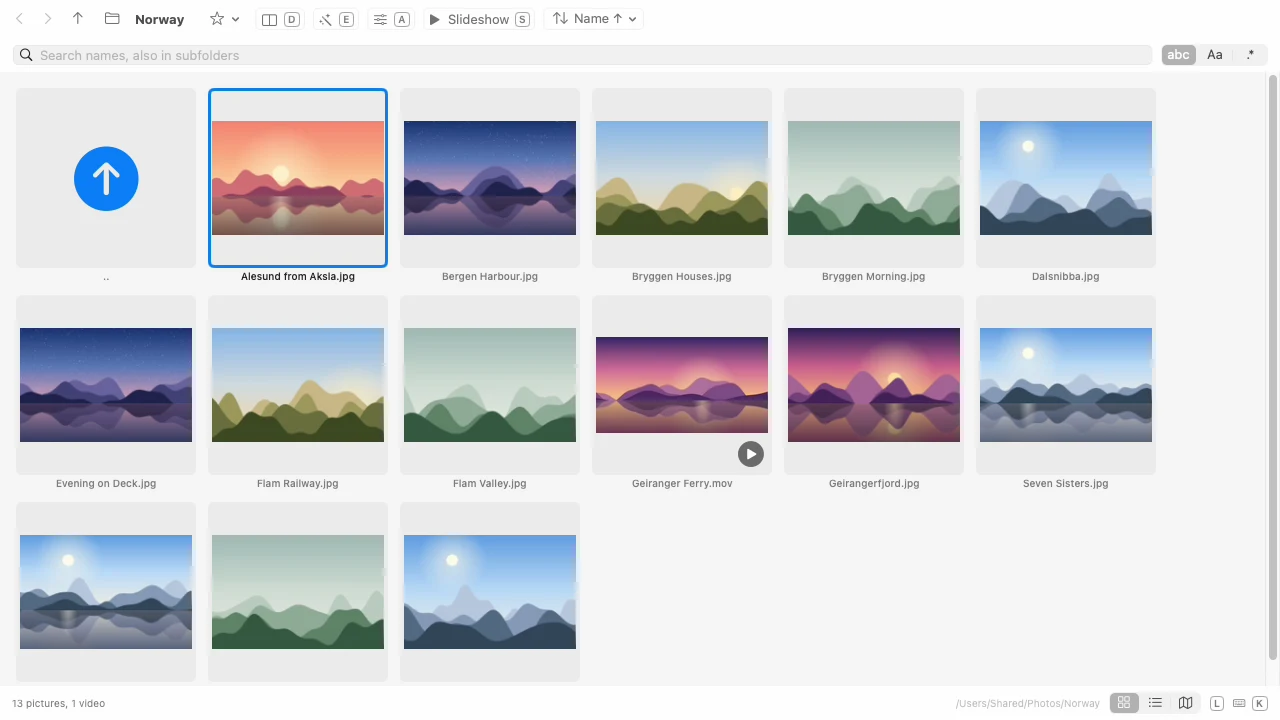 Norway D E A Slideshow S Name
Search names, also in subfolders abc Aa .*
.. Alesund from Aksla.jpg Bergen Harbour.jpg Bryggen Houses.jpg Bryggen Morning.jpg Dalsnibba.jpg
Evening on Deck.jpg Flam Railway.jpg Flam Valley.jpg Geiranger Ferry.mov Geirangerfjord.jpg Seven Sisters.jpg
13 pictures, 1 video /Users/Shared/Photos/Norway L K